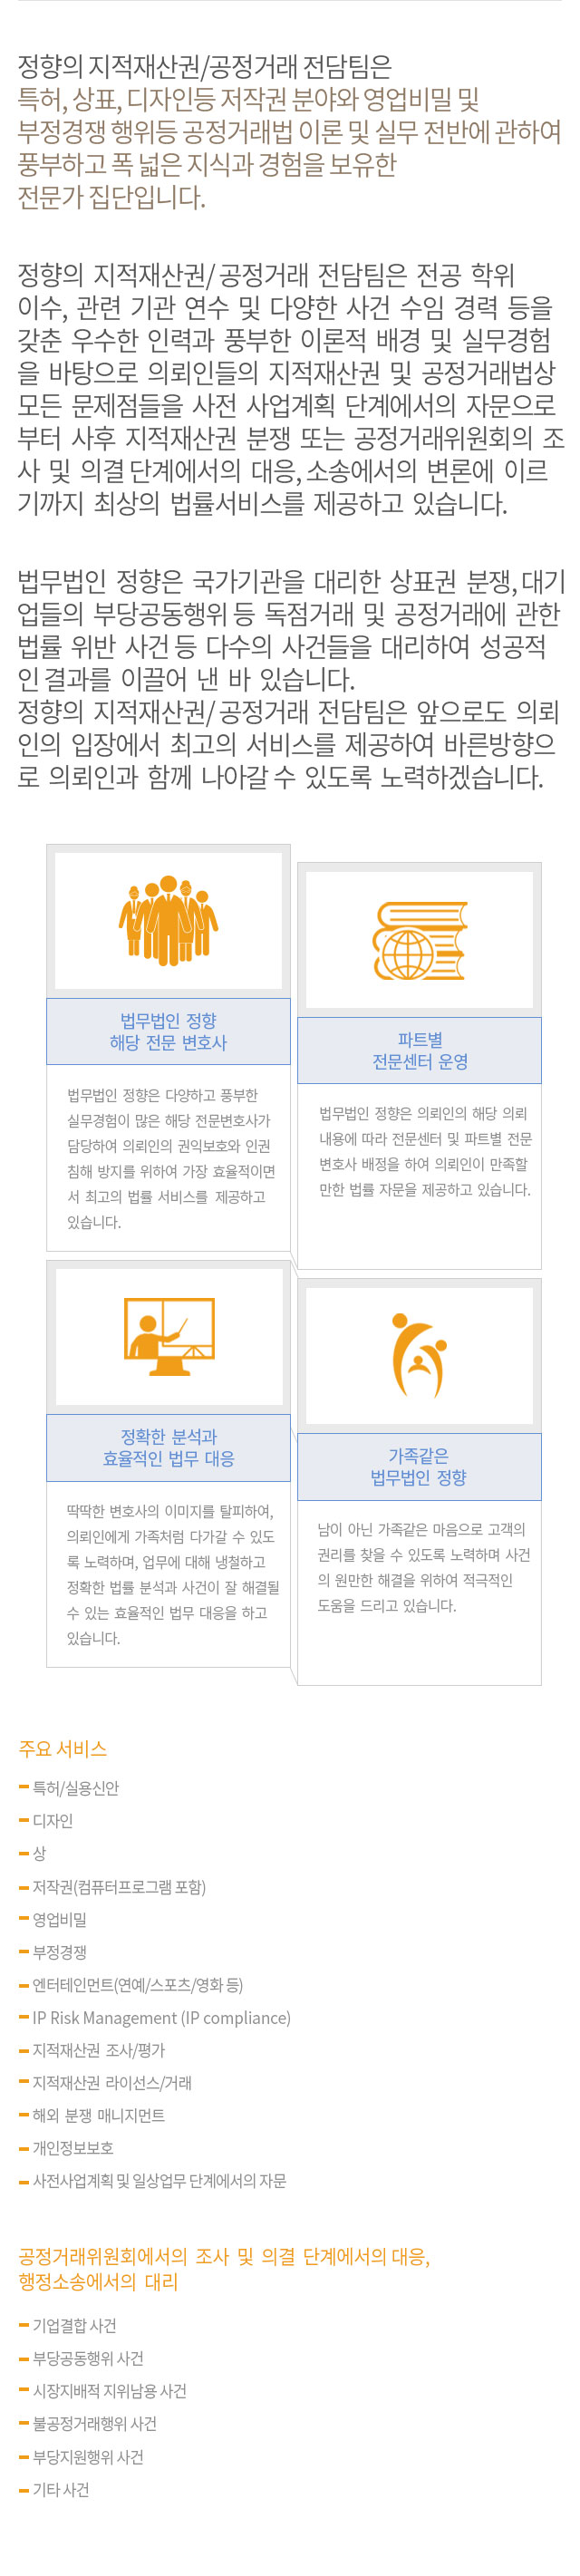 정향의 지적재산권/공정거래 전담팀은
특허, 상표, 디자인등 저작권 분야와 영업비밀 및
부정경쟁 행위등 공정거래법 이론 및 실무 전반에 관하여
풍부하고 폭 넓은 지식과 경험을 보유한
전문가 집단입니다.
정향의 지적재산권/공정거래 전담팀은 전공 학위
이수, 관련 기관 연수 및 다양한 사건 수임 경력 등을
갖춘 우수한 인력과 풍부한 이론적 배경 및 실무경험
을 바탕으로 의뢰인들의 지적재산권 및 공정거래법상
모든 문제점들을 사전 사업계획 단계에서의 자문으로
부터 사후 지적재산권 분쟁 또는 공정거래위원회의 조
사 및 의결 단계에서의 대응, 소송에서의 변론에 이르
기까지 최상의 법률서비스를 제공하고 있습니다.
법무법인 정향은 국가기관을 대리한 상표권 분쟁, 대기
업들의 부당공동행위 등 독점거래 및 공정거래에 관한
법률 위반 사건 등 다수의 사건들을 대리하여 성공적
인 결과를 이끌어 낸 바 있습니다.
정향의 지적재산권/공정거래 전담팀은 앞으로도 의뢰
인의 입장에서 최고의 서비스를 제공하여 바른방향으
로 의뢰인과 함께 나아갈 수 있도록 노력하겠습니다.
법무법인 정향
해당 전문 변호사
법무법인 정향은 다양하고 풍부한
실무경험이 많은 해당 전문변호사가
담당하여 의뢰인의 권익보호와 인권
침해 방지를 위하여 가장 효율적이면
서 최고의 법률 서비스를 제공하고
있습니다.
파트별
전문센터 운영
법무법인 정향은 의뢰인의 해당 의뢰
내용에 따라 전문센터 및 파트별 전문
변호사 배정을 하여 의뢰인이 만족할
만한 법률 자문을 제공하고 있습니다.
정확한 분석과
효율적인 법무 대응
딱딱한 변호사의 이미지를 탈피하여,
의뢰인에게 가족처럼 다가갈 수 있도
록 노력하며, 업무에 대해 냉철하고
정확한 법률 분석과 사건이 잘 해결될
수 있는 효율적인 법무 대응을 하고
있습니다.
가족같은
법무법인 정향
남이 아닌 가족같은 마음으로 고객의
권리를 찾을 수 있도록 노력하며 사건
의 원만한 해결을 위하여 적극적인
도움을 드리고 있습니다.
주요 서비스
특허/실용신안
디자인
상
저작권(컴퓨터프로그램 포함)
영업비밀
부정경쟁
엔터테인먼트(연예/스포츠/영화 등)
IP Risk Management (IP compliance)
지적재산권 조사/평가
지적재산권 라이선스/거래
해외 분쟁 매니지먼트
개인정보보호
사전사업계획 및 일상업무 단계에서의 자문
공정거래위원회에서의 조사 및 의결 단계에서의 대응,
행정소송에서의 대리
기업결합 사건
부당공동행위 사건
시장지배적 지위남용 사건
불공정거래행위 사건
부당지원행위 사건
기타 사건